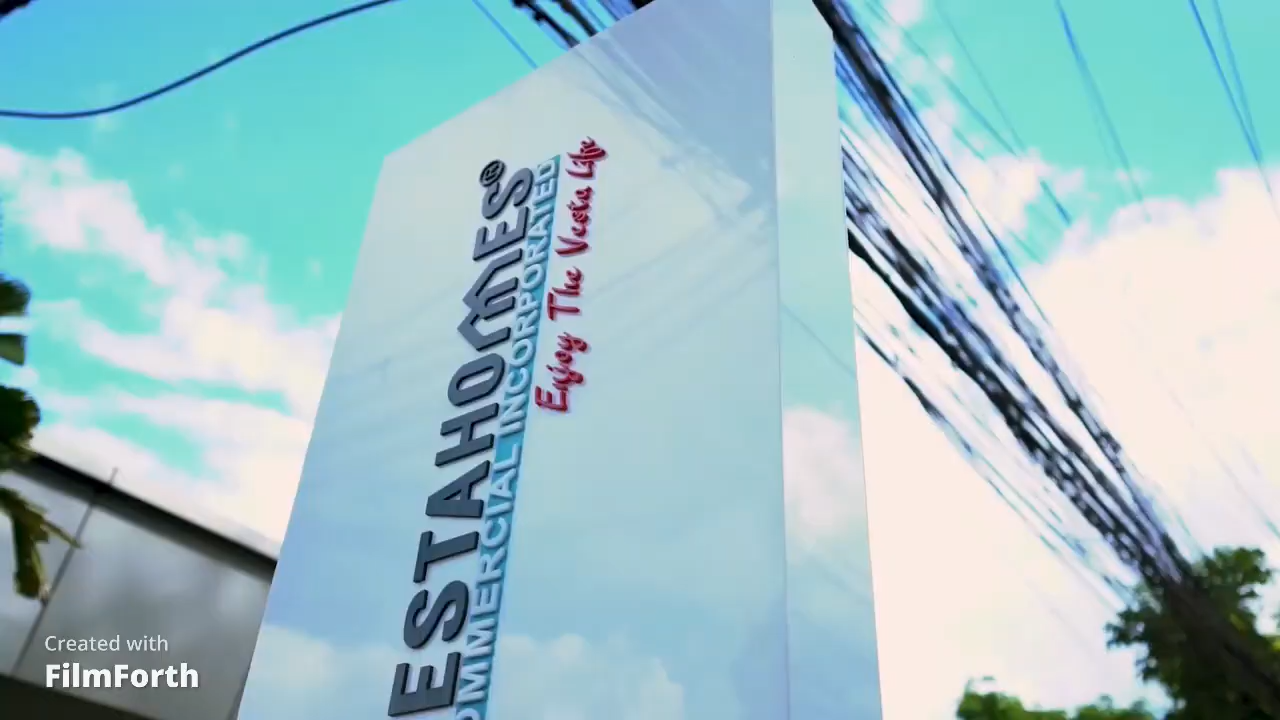 ESTAHOMES®
OMMERCIAL INCORPORATED
Enjoy The Vesta Life
Created with
FilmForth